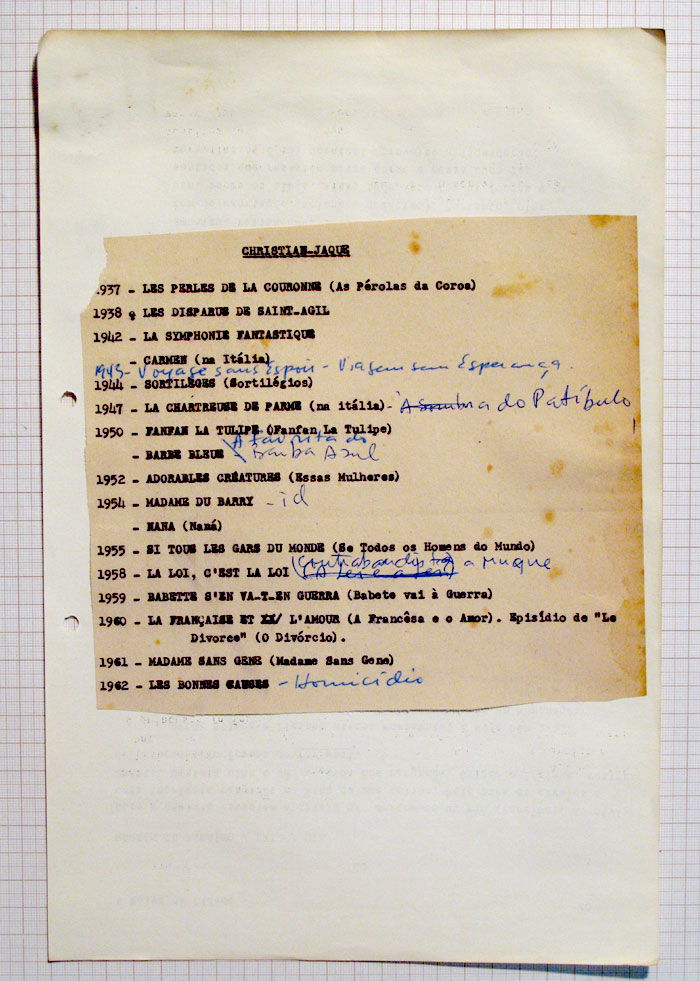 CHRISTIAN-JAQUE
1937 - LES PERLES DE LA COURONNE (As Pérolas da Coroa)
1938 - LES DISPARUS DE SAINT-AGIL
1942 - LA SYMPHONIE FANTASTIQUE
- CARMEN (na Itália)
1943 - Voyage sans Espoir - Viagem sem Esperança.
1944 - SORTILÈGES (Sortilégios)
1947 - LA CHARTREUSE DE PARME (na itália) - A Sombra do Patíbulo
1950 - FANFAN LA TULIPE (Fanfan La Tulipe)
- BARBE BLEUE - A favorita do
Barba Azul
1952 - ADORABLES CRÉATURES (Essas Mulheres)
1954 - MADAME DU BARRY - id
- NANA (Naná)
1955 - SI TOUS LES GARS DU MONDE (Se Todos os Homens do Mundo)
1958 - LA LOI, C'EST LA LOI (A Lei é a Lei) Contrabandista a Muque
1959 - BABETTE S'EN VA-T-EN GUERRA (Babete vai à Guerra)
1960 - LA FRANÇAISE ET XX/ L'AMOUR (A Francêsa e o Amor). Episídio de "Le
Divorce" (O Divórcio).
1961 - MADAME SANS GENE (Madame Sans Gene)
1962 - LES BONNES CAUSES - Homicídio